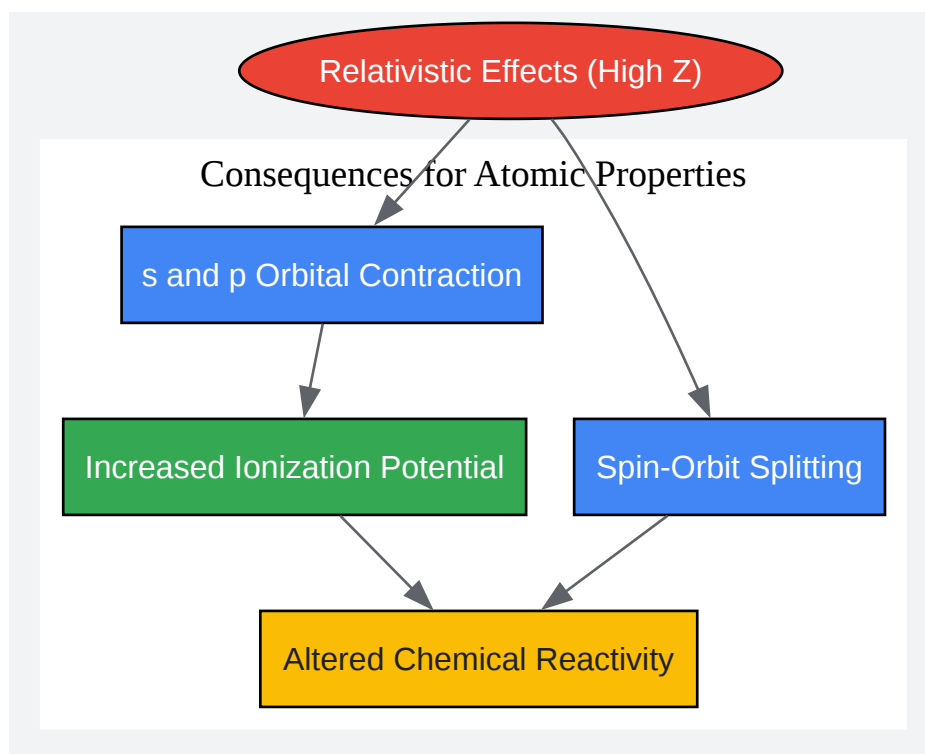 Relativistic Effects (High Z)
Consequences for Atomic Properties
s and p Orbital Contraction
Increased Ionization Potential
Spin-Orbit Splitting
Altered Chemical Reactivity